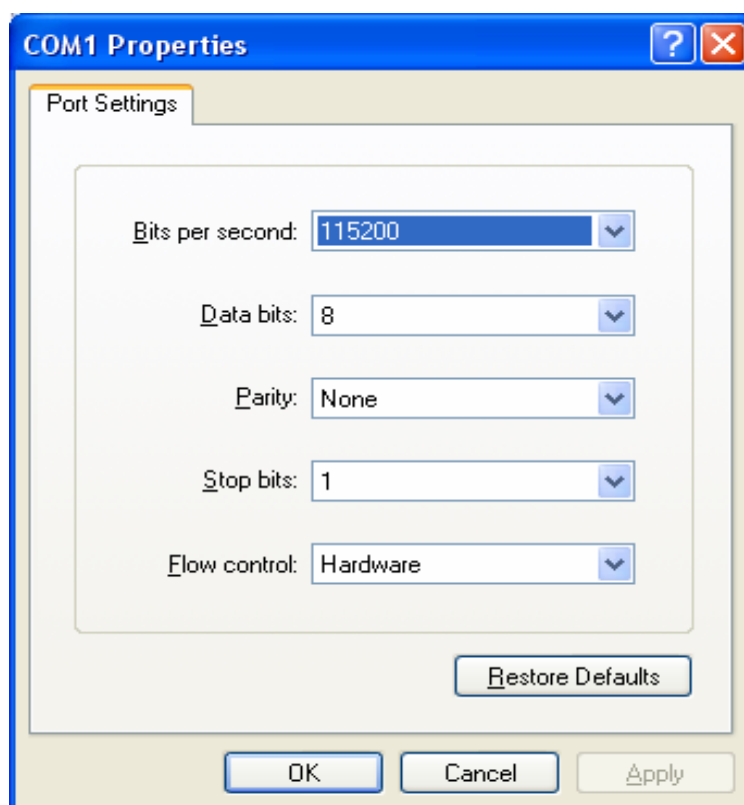 COM1 Properties
Port Settings
Bits per second: 115200
Data bits: 8
Parity: None
Stop bits: 1
Flow control: Hardware
Restore Defaults
OK Cancel Apply